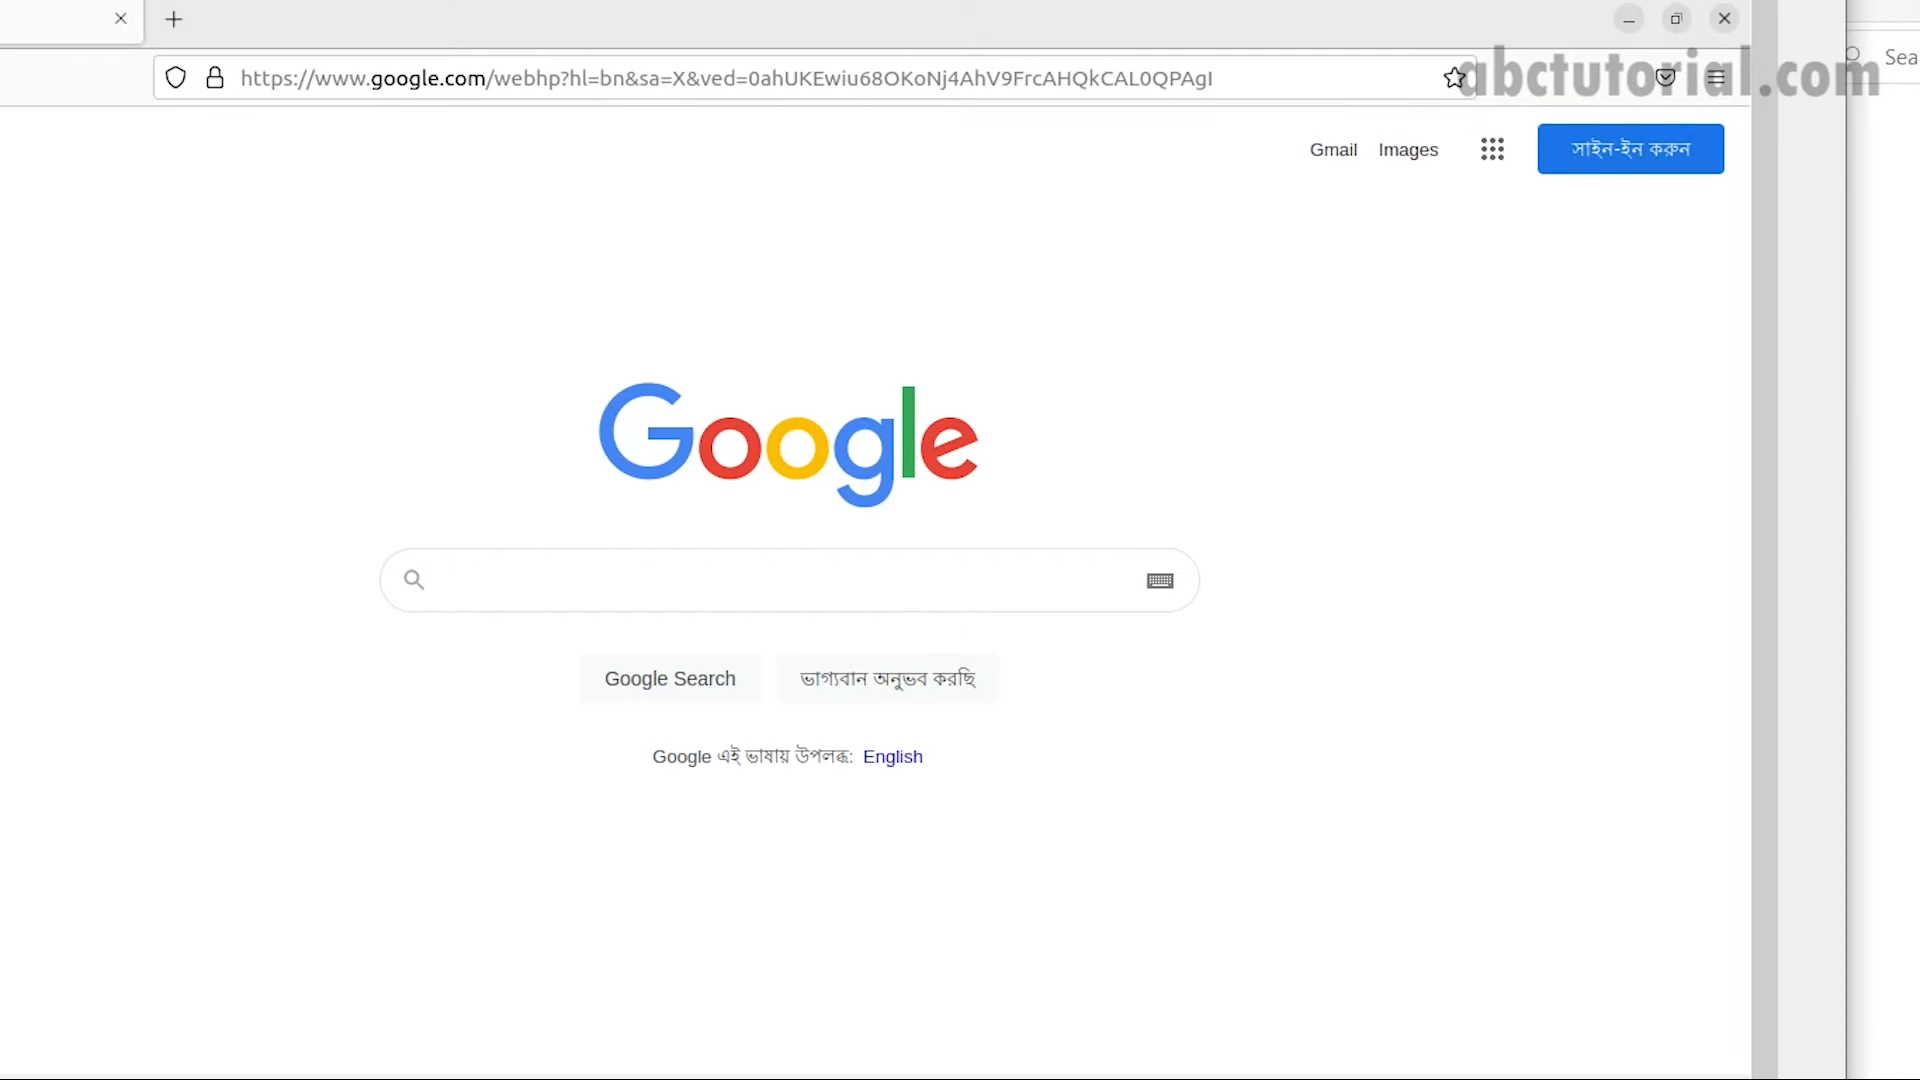 https://www.google.com/webhp?hl=bn&sa=X&ved=0ahUKEwiu68OKoNj4AhV9FrcAHQkCAL0QPAgI
abctutorial.com
Sea
Gmail Images সাইন-ইন করুন
Google
Google Search ভাগ্যবান অনুভব করছি
Google এই ভাষায় উপলব্ধ: English